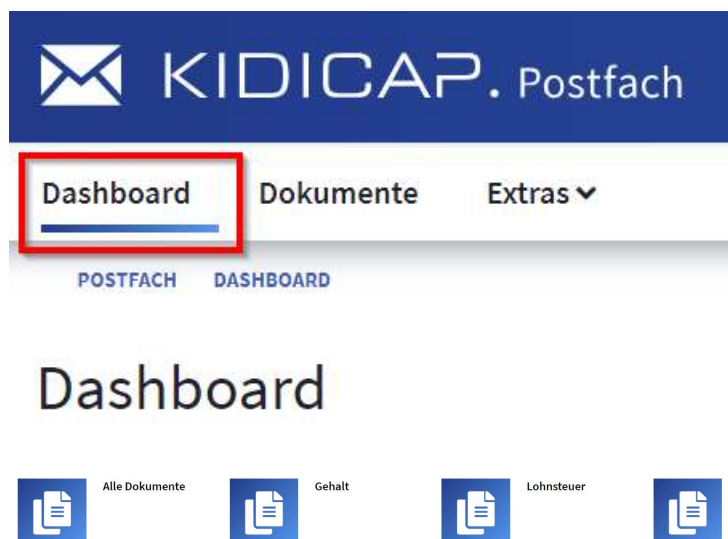 KIDICAP. Postfach
Dashboard Dokumente Extras
POSTFACH DASHBOARD
Dashboard
Alle Dokumente Gehalt Lohnsteuer